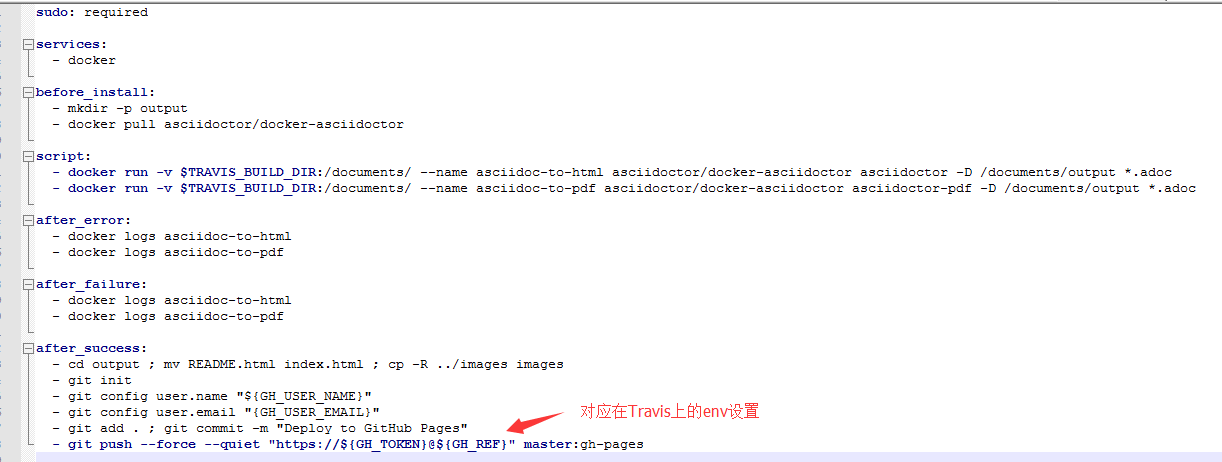 sudo: required
services:
- docker
before_install:
- mkdir -p output
- docker pull asciidoctor/docker-asciidoctor
script:
- docker run -v $TRAVIS_BUILD_DIR:/documents/ --name asciidoc-to-html asciidoctor/docker-asciidoctor asciidoctor -D /documents/output *.adoc
- docker run -v $TRAVIS_BUILD_DIR:/documents/ --name asciidoc-to-pdf asciidoctor/docker-asciidoctor asciidoctor-pdf -D /documents/output *.adoc
after_error:
- docker logs asciidoc-to-html
- docker logs asciidoc-to-pdf
after_failure:
- docker logs asciidoc-to-html
- docker logs asciidoc-to-pdf
after_success:
- cd output ; mv README.html index.html ; cp -R ../images images
- git init
- git config user.name "${GH_USER_NAME}"
- git config user.email "{GH_USER_EMAIL}"
对应在Travis上的env设置
- git add . ; git commit -m "Deploy to GitHub Pages"
- git push --force --quiet "https://${GH_TOKEN}@${GH_REF}" master:gh-pages